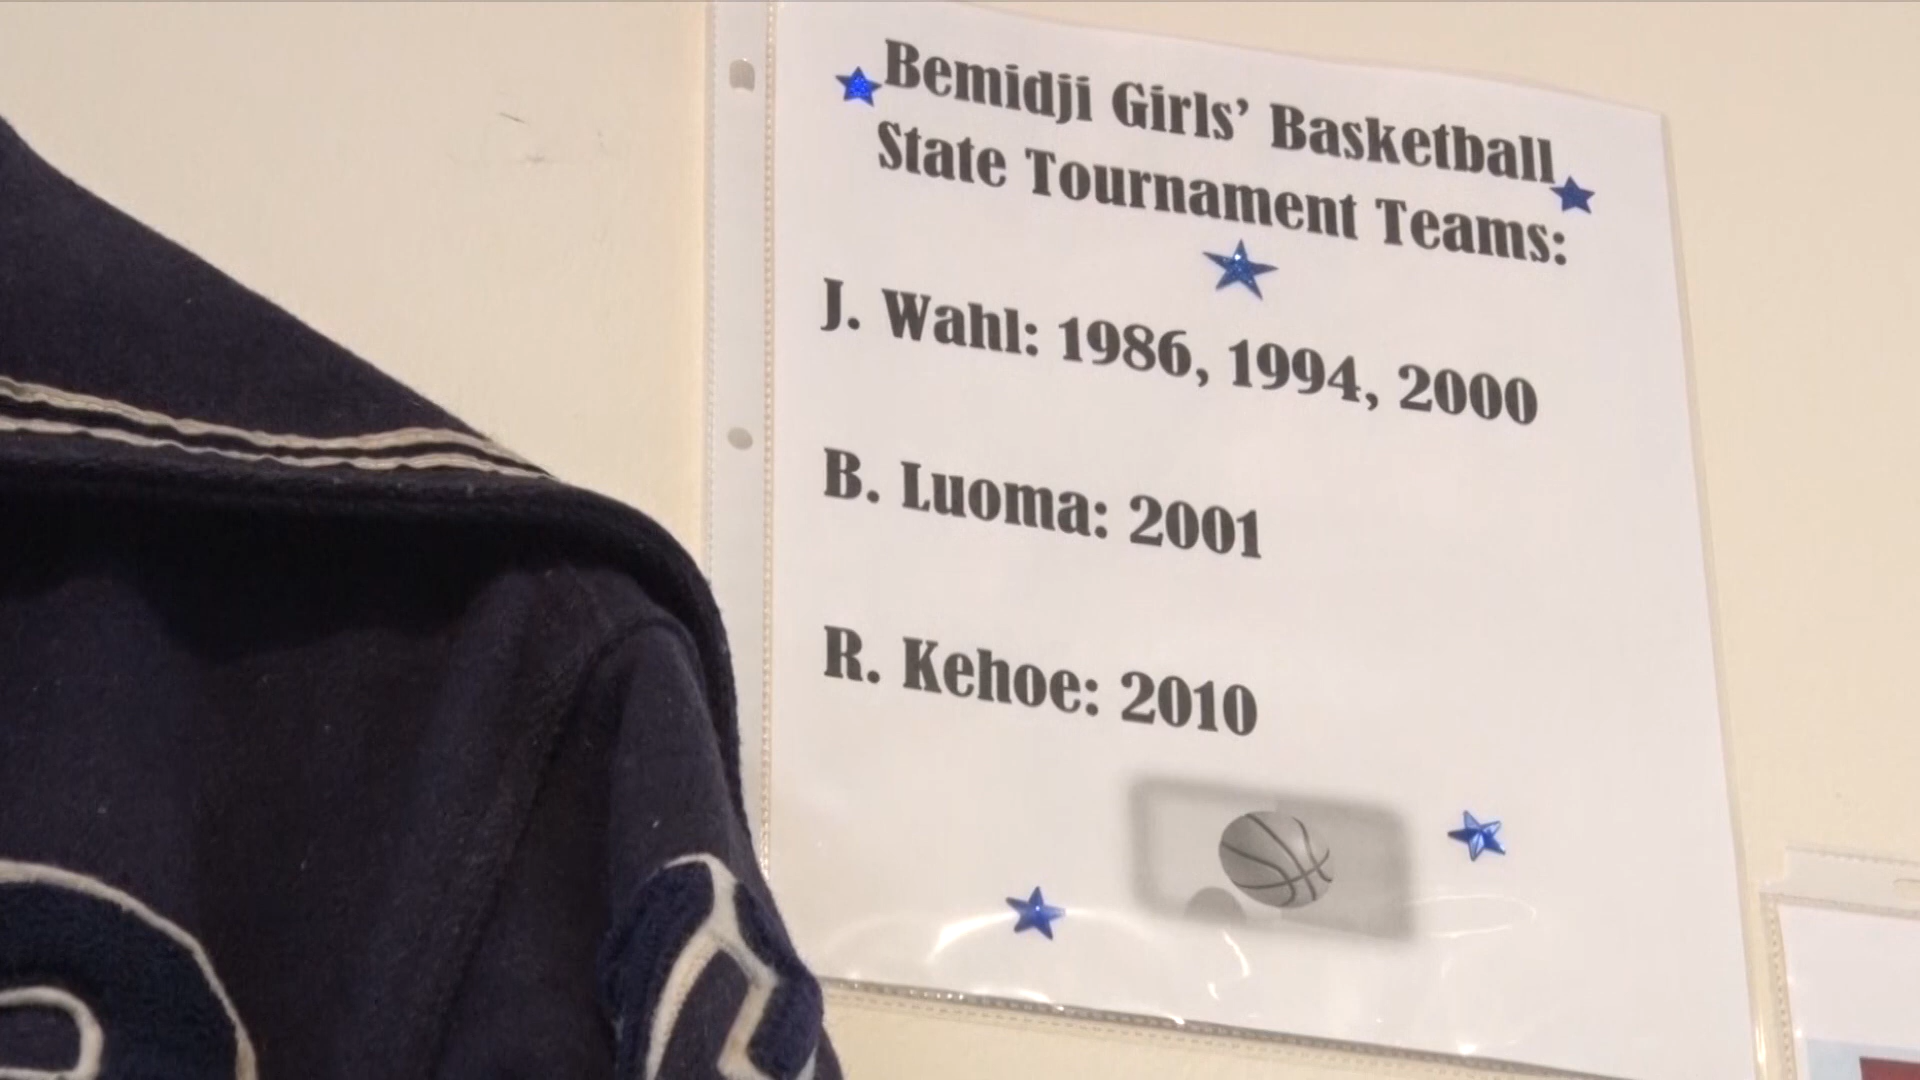 Bemidji Girls’ Basketball
State Tournament Teams:
J. Wahl: 1986, 1994, 2000
B. Luoma: 2001
R. Kehoe: 2010